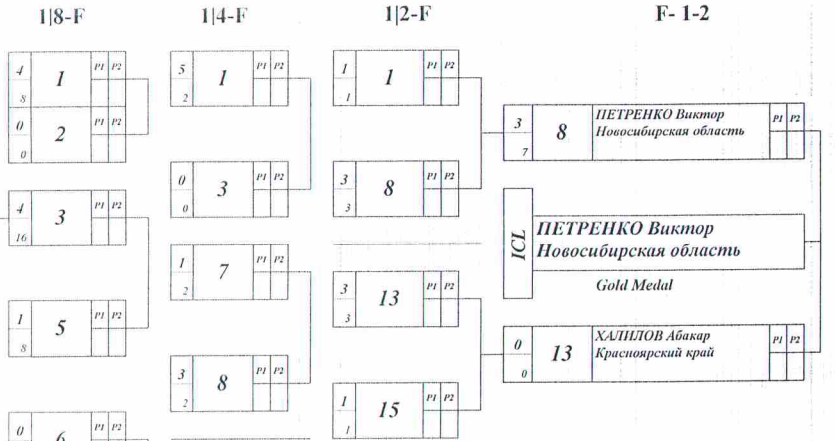 1|8-F 1|4-F 1|2-F F- 1-2
4 1 P1 P2
8
0 2 P1 P2
0
4 3 P1 P2
16
1 5 P1 P2
8
0 6 P1 P2
5 1 P1 P2
2
0 3 P1 P2
0
1 7 P1 P2
2
3 8 P1 P2
2
1 1 P1 P2
1
3 8 P1 P2
3
3 13 P1 P2
3
1 15 P1 P2
1
3 8 ПЕТРЕНКО Виктор P1 P2
7 Новосибирская область
ICL ПЕТРЕНКО Виктор
Новосибирская область
Gold Medal
0 13 ХАЛИЛОВ Абакар P1 P2
0 Красноярский край